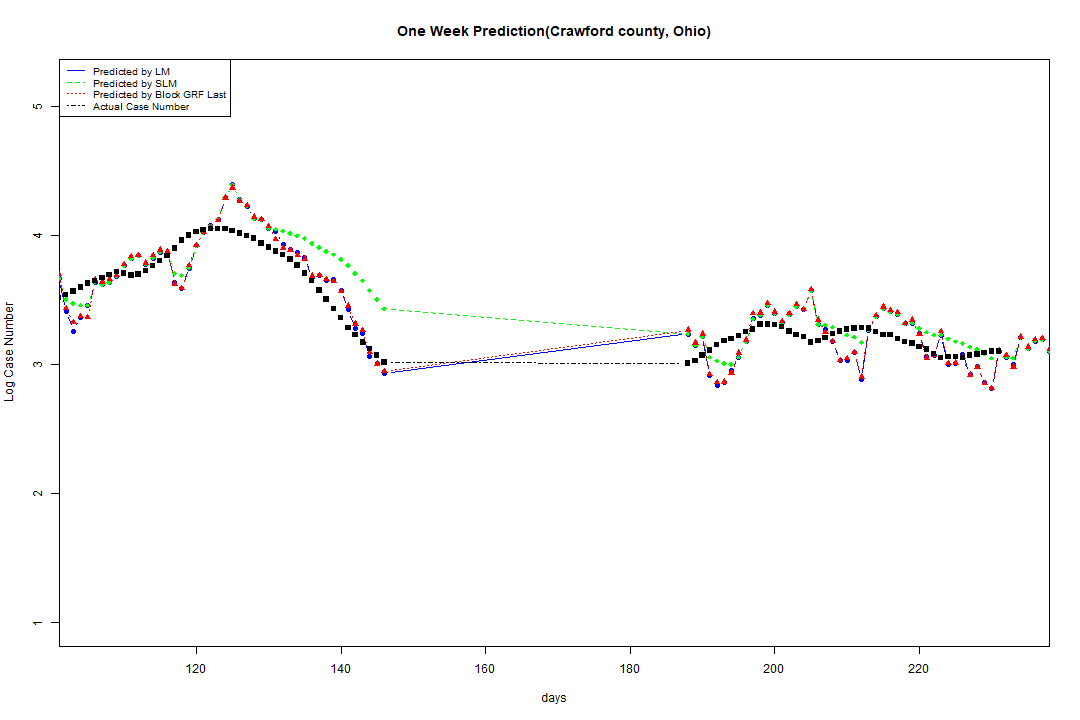 One Week Prediction(Crawford county, Ohio)
Predicted by LM
Predicted by SLM
Predicted by Block GRF Last
Actual Case Number
5
4
3
2
1
Log Case Number
120 140 160 180 200 220
days